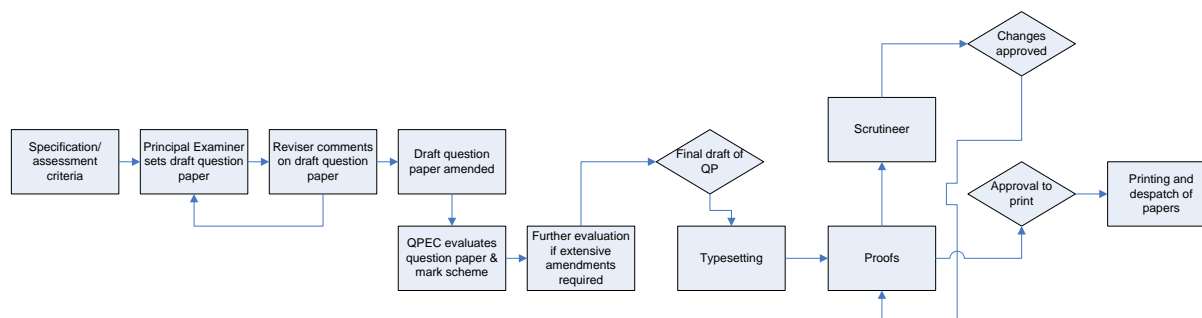 Specification/
assessment
criteria
Principal Examiner
sets draft question
paper
Reviser comments
on draft question
paper
Draft question
paper amended
QPEC evaluates
question paper &
mark scheme
Further evaluation
if extensive
amendments
required
Final draft of
QP
Typesetting
Proofs
Scrutineer
Changes
approved
Approval to
print
Printing and
despatch of
papers